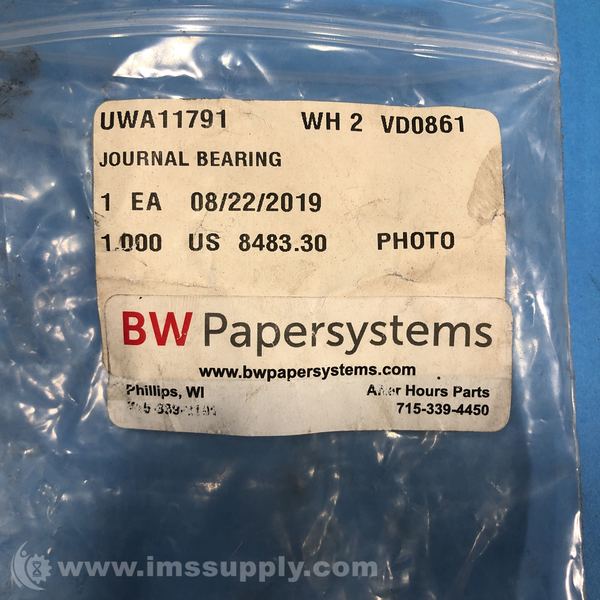 UWA11791 WH 2 VD0861
JOURNAL BEARING
1 EA 08/22/2019
1.000 US 8483.30 PHOTO
BW Papersystems
www.bwpapersystems.com
Phillips, WI After Hours Parts
715-339-4450
www.imssupply.com